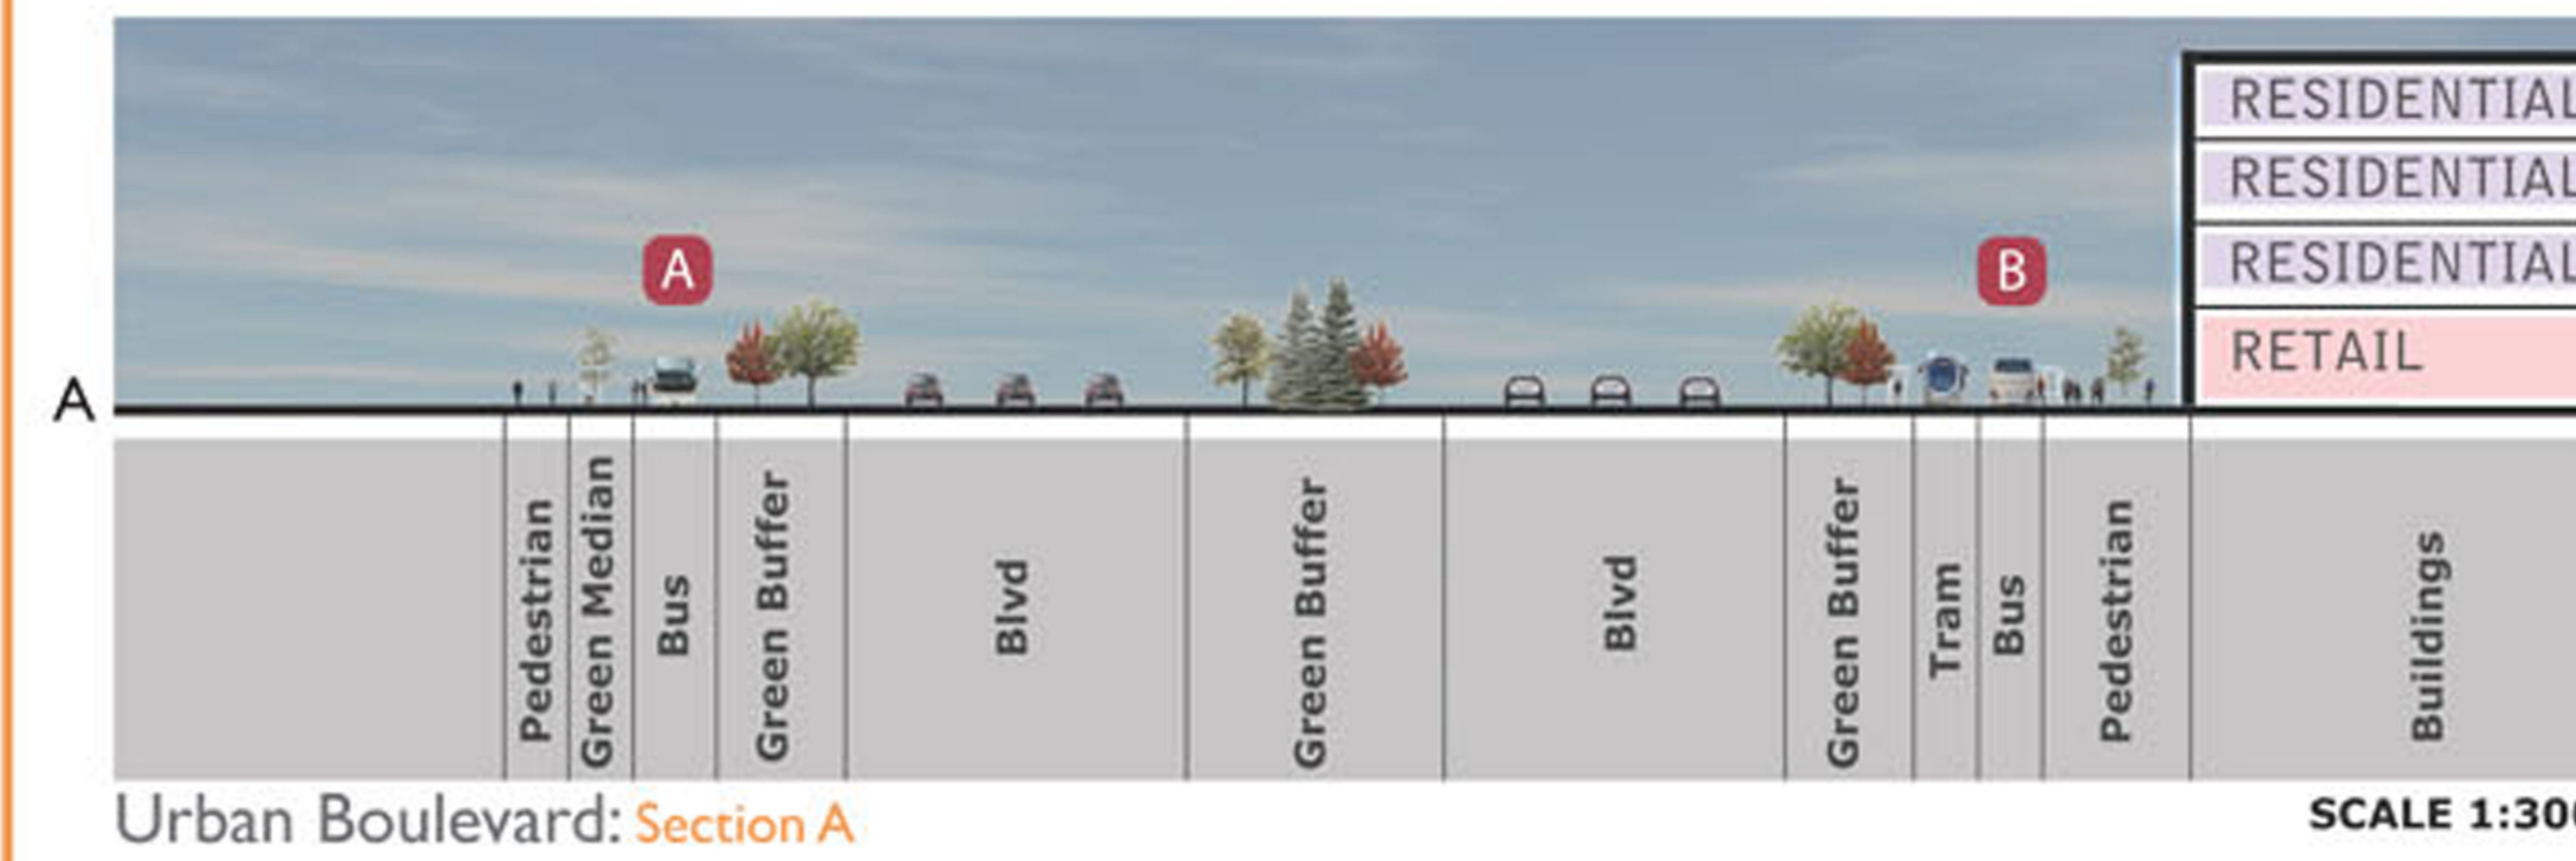 RESIDENTIAL
RESIDENTIAL
A
B
RESIDENTIAL
RETAIL
A
Pedestrian
Green Median
Bus
Green Buffer
Blvd
Green Buffer
Blvd
Green Buffer
Tram
Bus
Pedestrian
Buildings
Urban Boulevard: Section A
SCALE 1:300